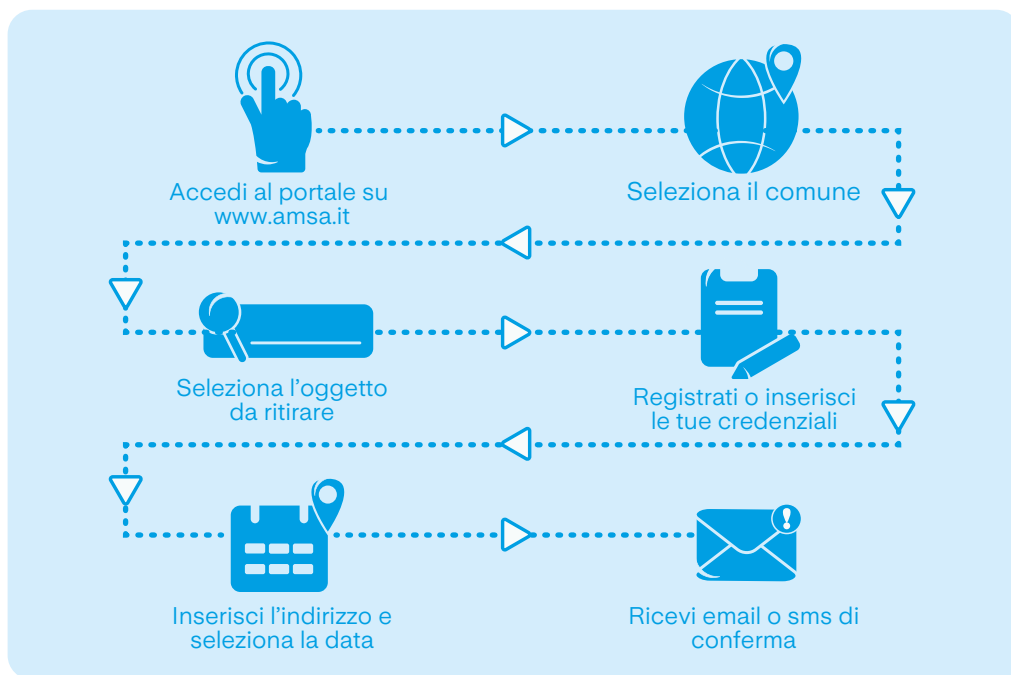 Accedi al portale su
www.amsa.it
Seleziona il comune
Seleziona l'oggetto
da ritirare
Registrati o inserisci
le tue credenziali
Inserisci l'indirizzo e
seleziona la data
Ricevi email o sms di
conferma